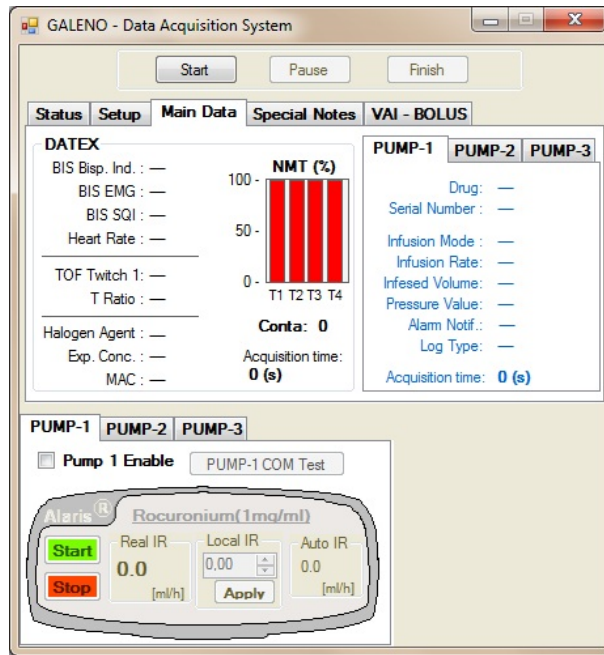 GALENO - Data Acquisition System
Start Pause Finish
Status Setup Main Data Special Notes VAI - BOLUS
DATEX
BIS Bisp. Ind. : —
BIS EMG : —
BIS SQI : —
Heart Rate : —
TOF Twitch 1: —
T Ratio : —
Halogen Agent : —
Exp. Conc. : —
MAC : —
NMT (%)
100 -
50 -
0 -
T1 T2 T3 T4
Conta: 0
Acquisition time:
0 (s)
PUMP-1 PUMP-2 PUMP-3
Drug: —
Serial Number : —
Infusion Mode : —
Infusion Rate: —
Infesed Volume: —
Pressure Value: —
Alarm Notif.: —
Log Type: —
Acquisition time: 0 (s)
PUMP-1 PUMP-2 PUMP-3
Pump 1 Enable PUMP-1 COM Test
Alaris®
Rocuronium(1mg/ml)
Start
Stop
Real IR
0.0
[ml/h]
Local IR
0,00
Apply
Auto IR
0.0
[ml/h]